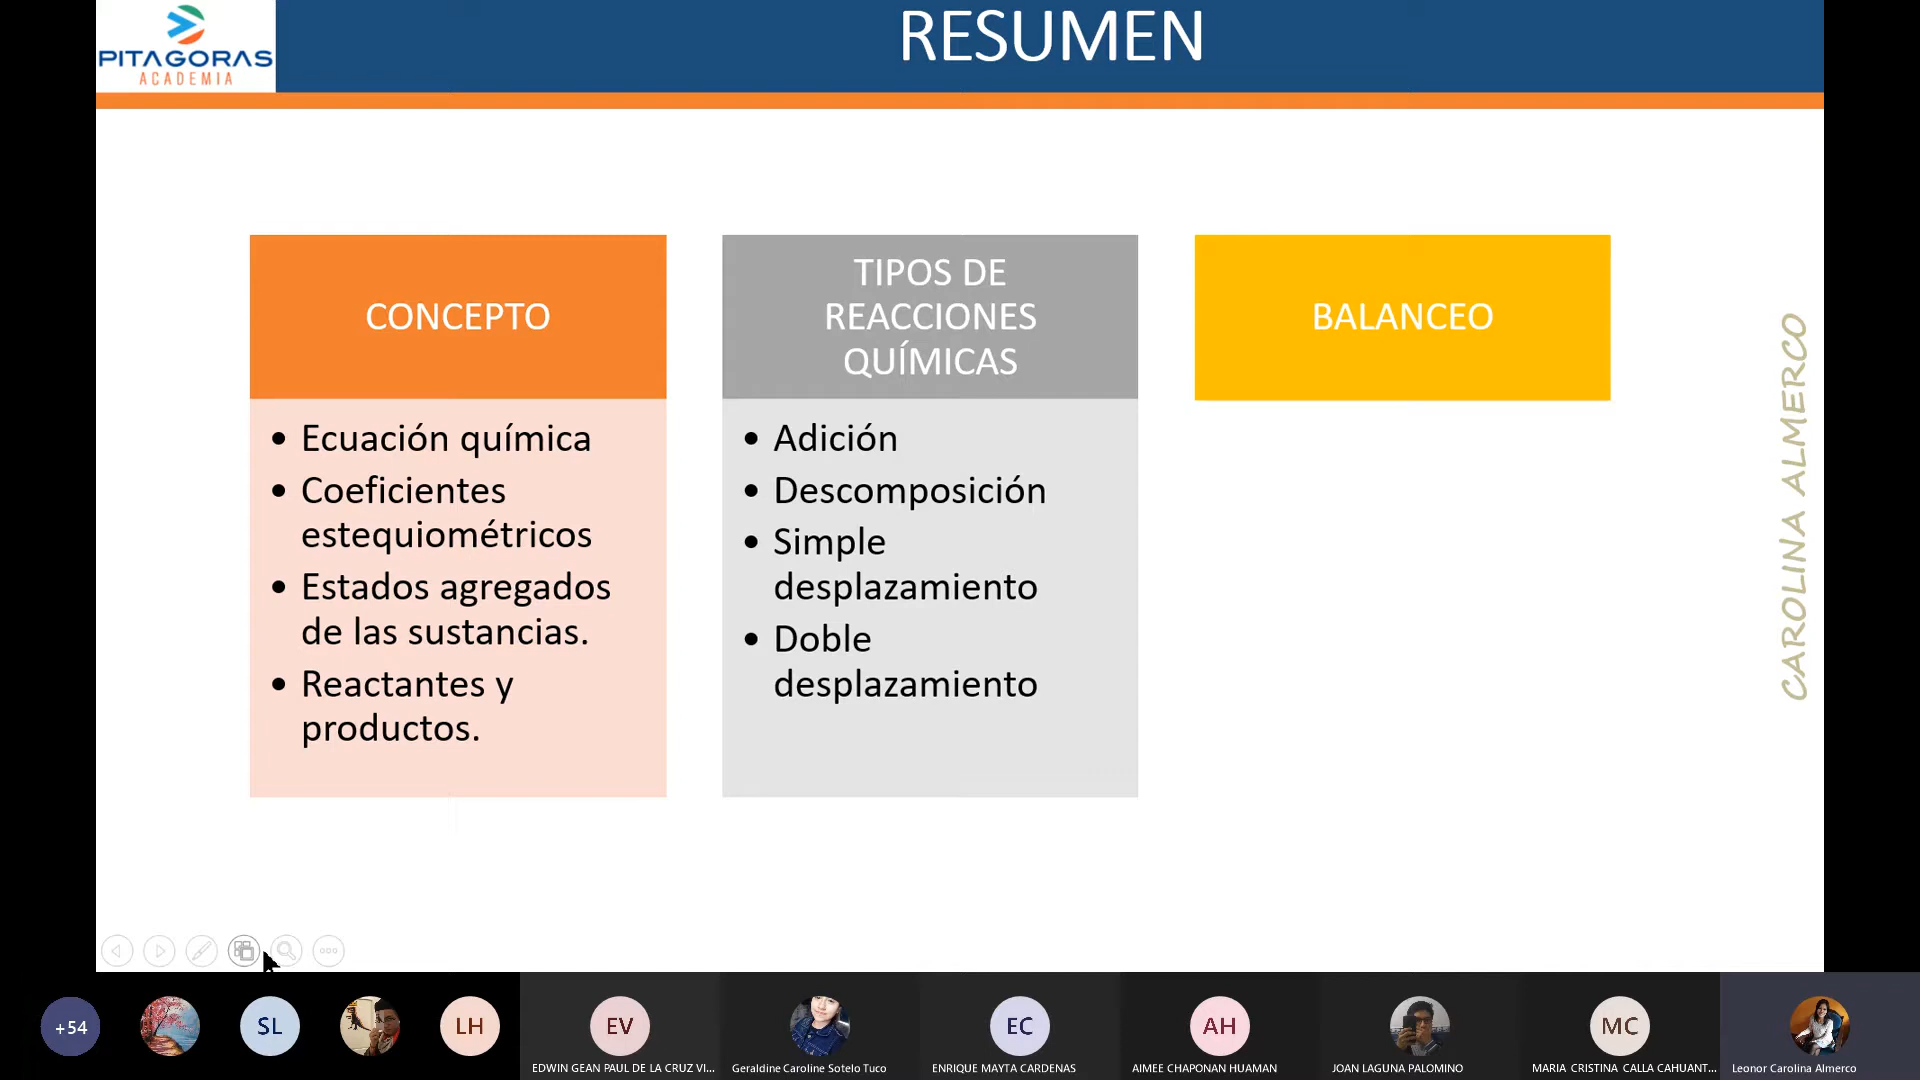 PITAGORAS
ACADEMIA
RESUMEN
CONCEPTO
• Ecuación química
• Coeficientes
estequiométricos
• Estados agregados
de las sustancias.
• Reactantes y
productos.
TIPOS DE
REACCIONES
QUÍMICAS
• Adición
• Descomposición
• Simple
desplazamiento
• Doble
desplazamiento
BALANCEO
CAROLINA ALMERCO
+54
SL
LH
EV
EDWIN GEAN PAUL DE LA CRUZ VI...
Geraldine Caroline Sotelo Tuco
EC
ENRIQUE MAYTA CARDENAS
AH
AIMEE CHAPONAN HUAMAN
JOAN LAGUNA PALOMINO
MC
MARIA CRISTINA CALLA CAHUANT...
Leonor Carolina Almerco